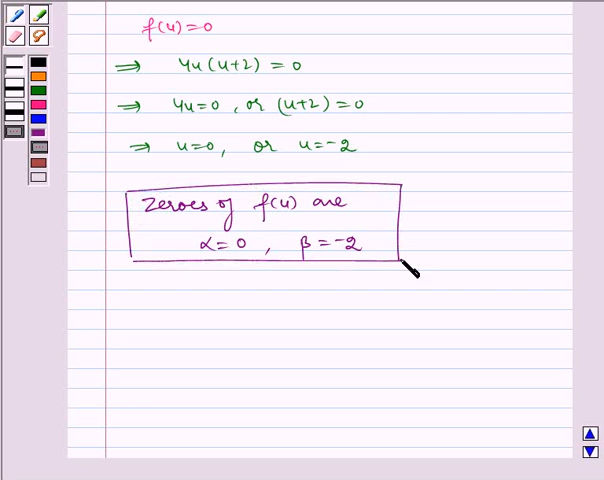 f(u)=0
⇒ 4u(u+2)=0
⇒ 4u=0, or (u+2)=0
⇒ u=0, or u=-2
Zeroes of f(u) are
α=0, β=-2